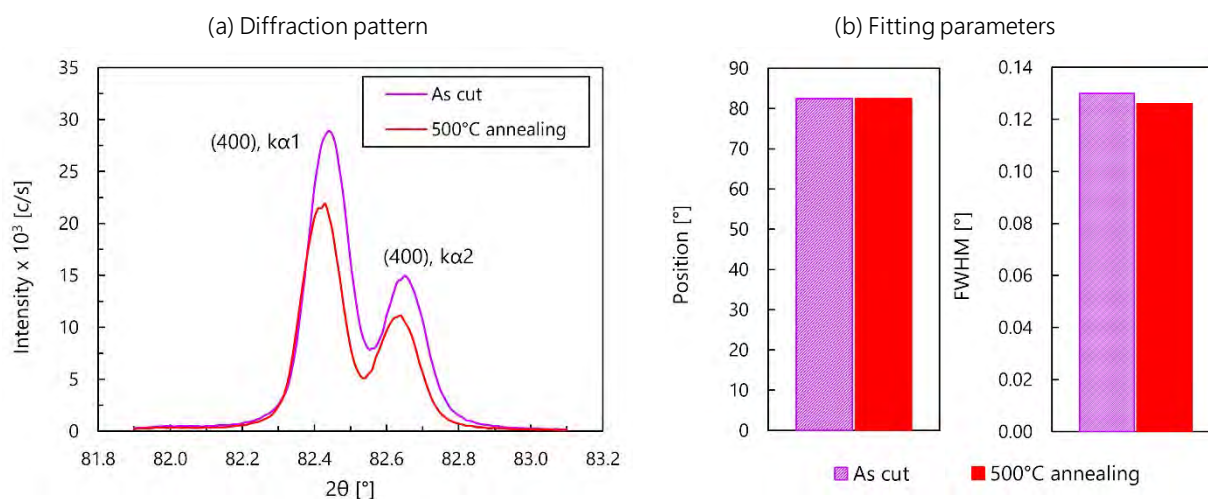 (a) Diffraction pattern
35
30
25
20
15
10
5
0
Intensity x 10³ [c/s]
As cut
500°C annealing
(400), kα1
(400), kα2
81.8 82.0 82.2 82.4 82.6 82.8 83.0 83.2
2θ [°]
(b) Fitting parameters
90
80
70
60
50
40
30
20
10
0
Position [°]
0.14
0.12
0.10
0.08
0.06
0.04
0.02
0.00
FWHM [°]
As cut 500°C annealing